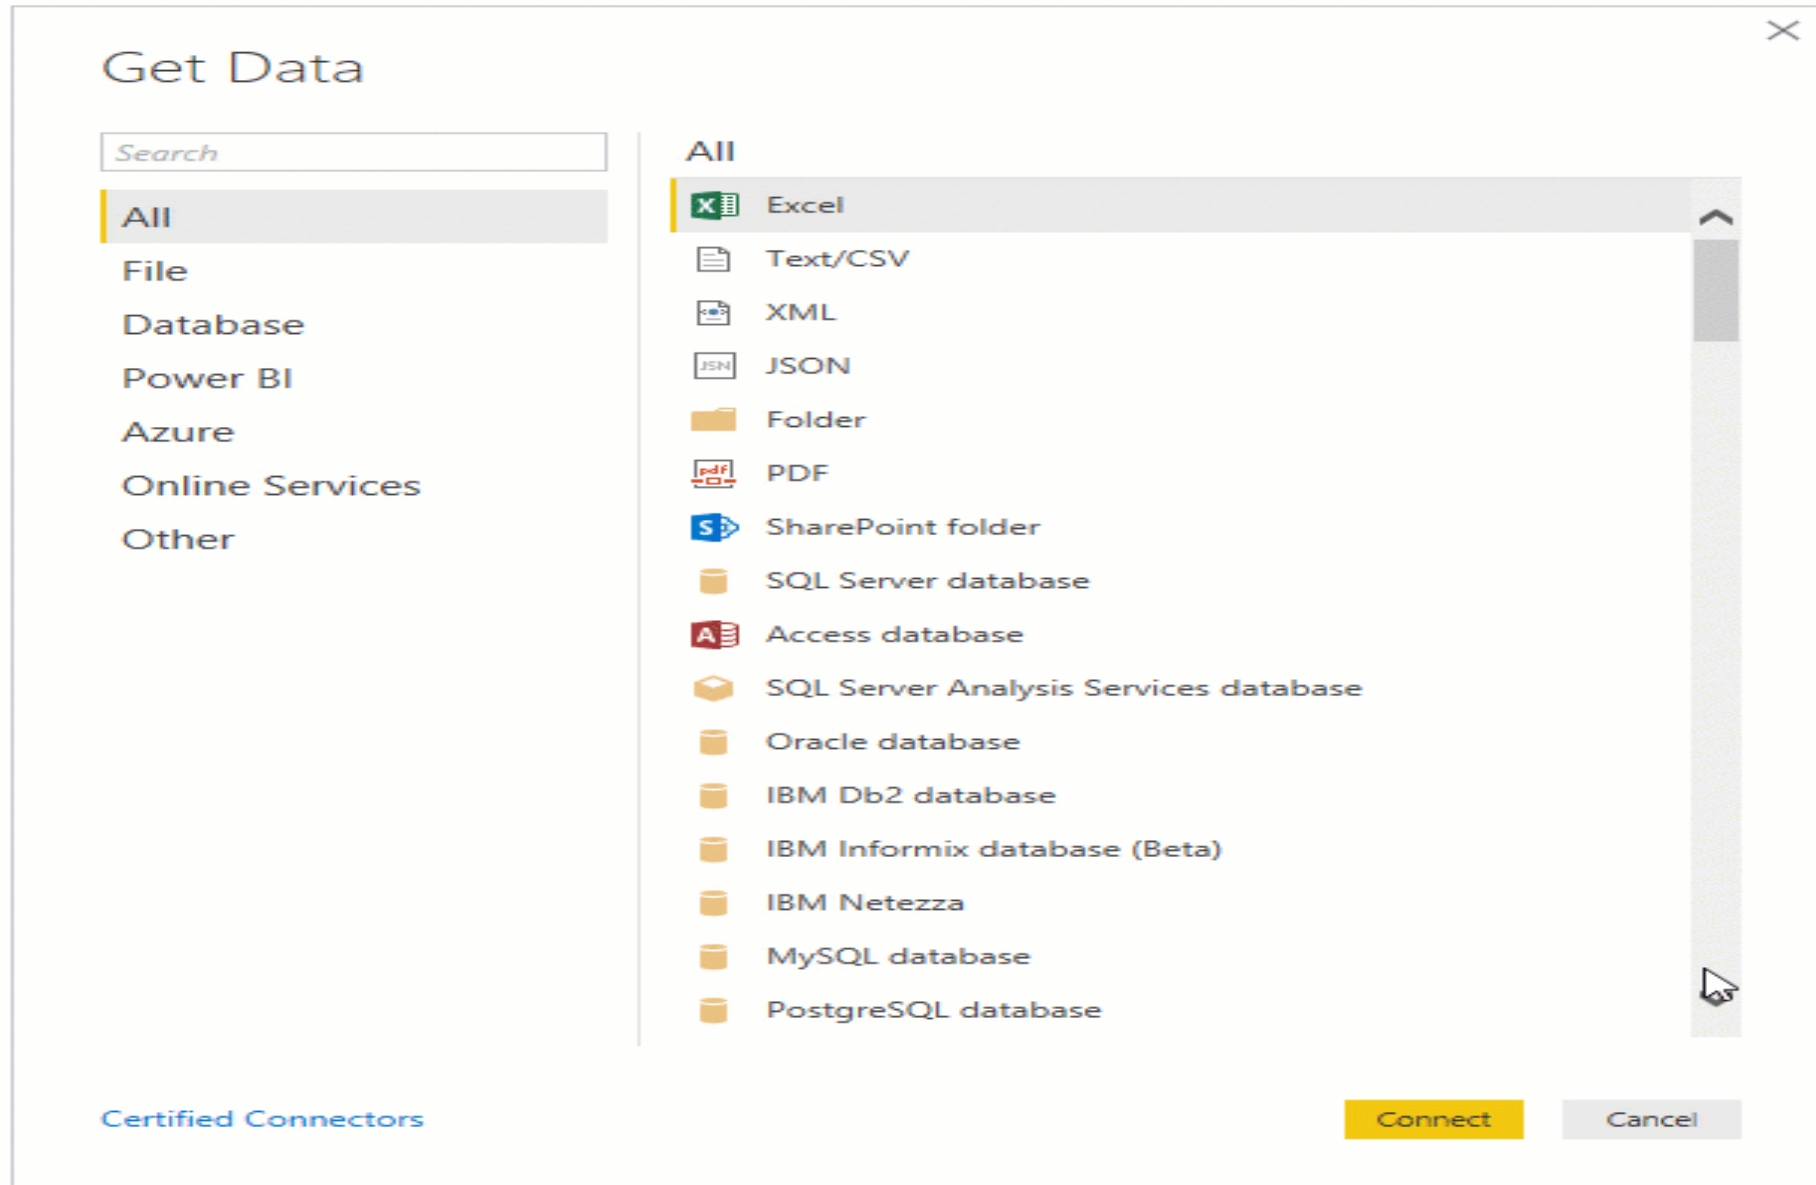 Get Data
Search
All
File
Database
Power BI
Azure
Online Services
Other
All
Excel
Text/CSV
XML
JSN JSON
Folder
pdf PDF
S SharePoint folder
SQL Server database
A Access database
SQL Server Analysis Services database
Oracle database
IBM Db2 database
IBM Informix database (Beta)
IBM Netezza
MySQL database
PostgreSQL database
Certified Connectors
Connect
Cancel